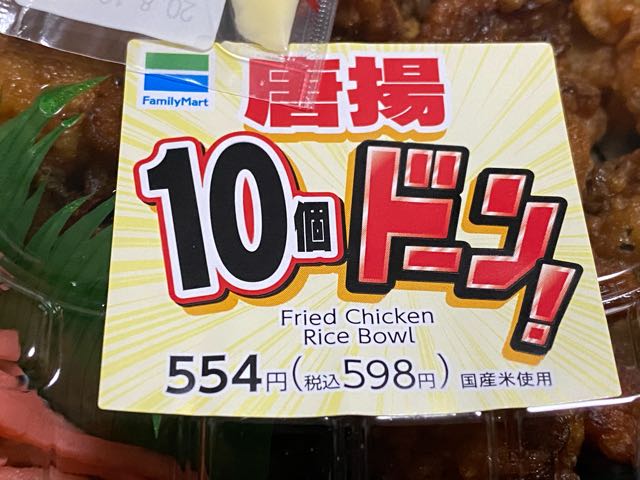 FamilyMart
唐揚
10個ドーン!
Fried Chicken
Rice Bowl
554円(税込598円) 国産米使用